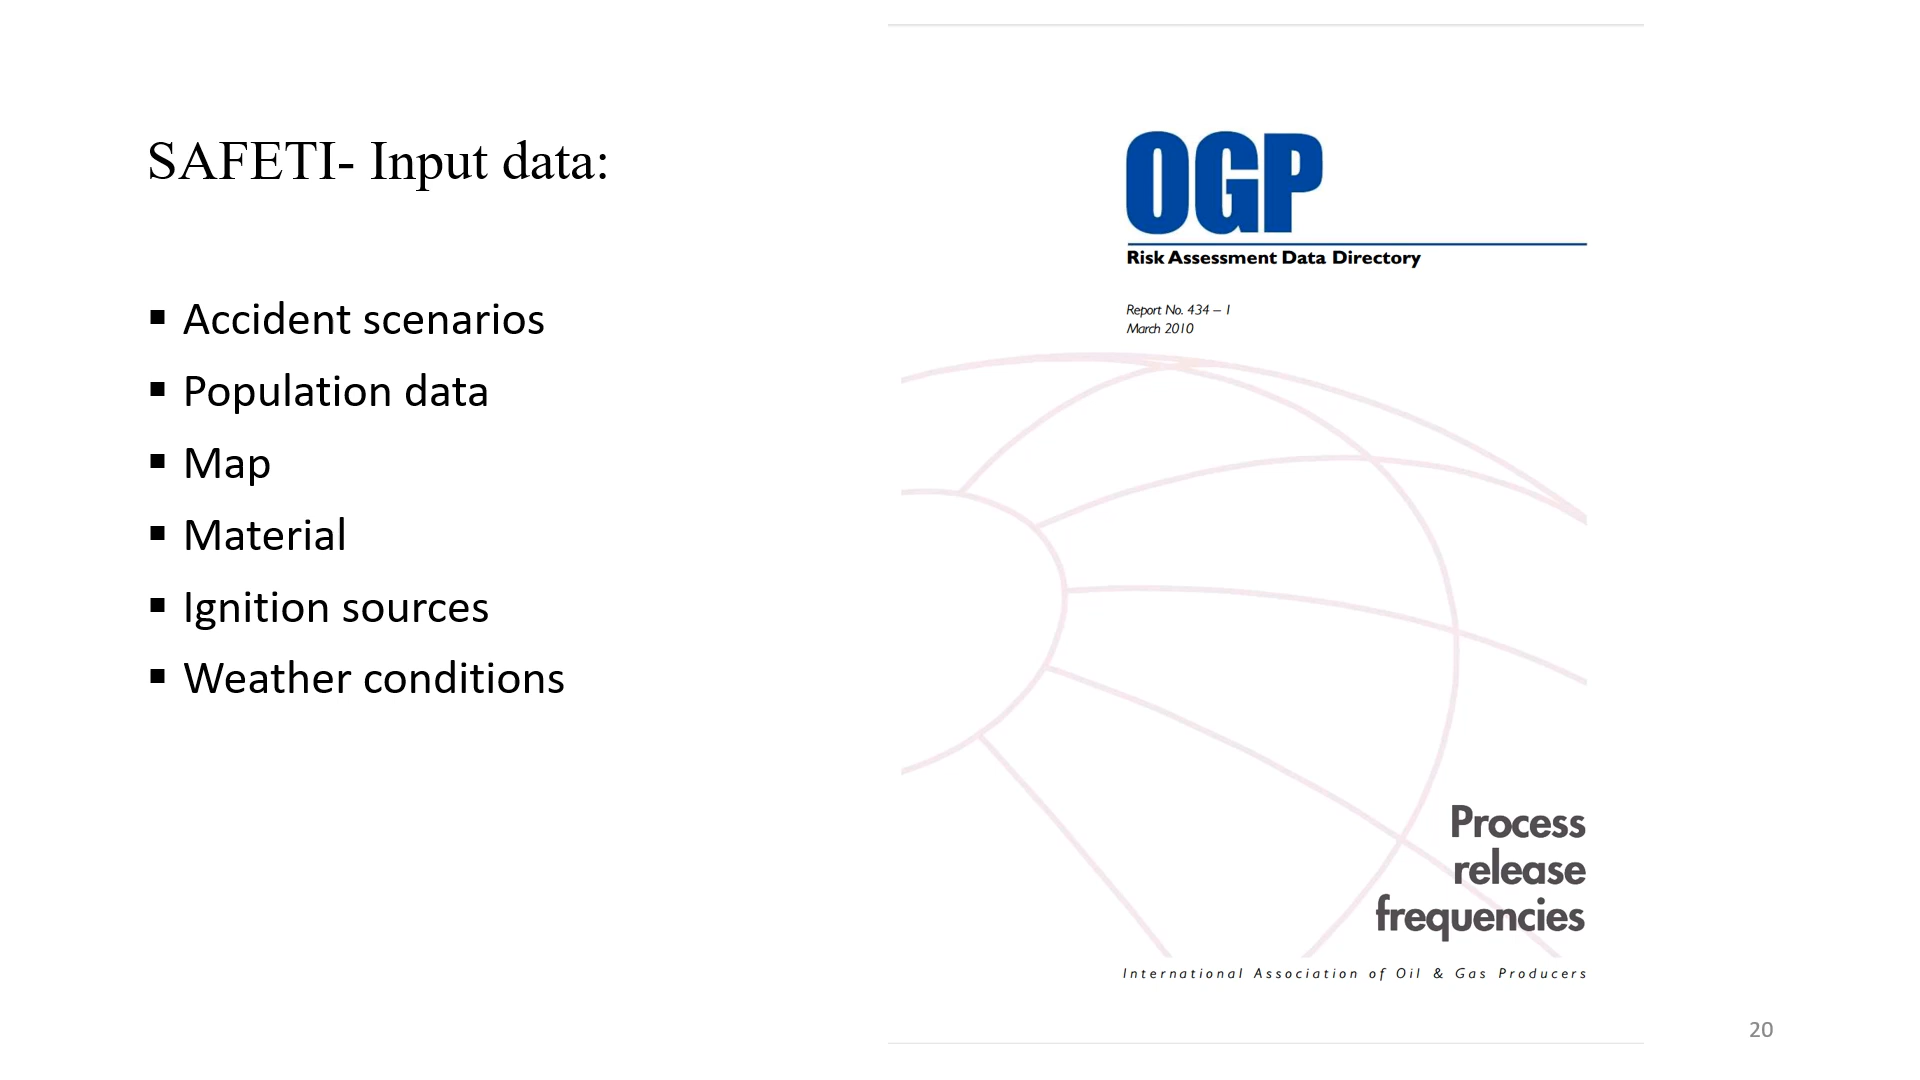 SAFETI- Input data:
▪ Accident scenarios
▪ Population data
▪ Map
▪ Material
▪ Ignition sources
▪ Weather conditions
OGP
Risk Assessment Data Directory
Report No. 434 – 1
March 2010
Process
release
frequencies
International Association of Oil & Gas Producers
20